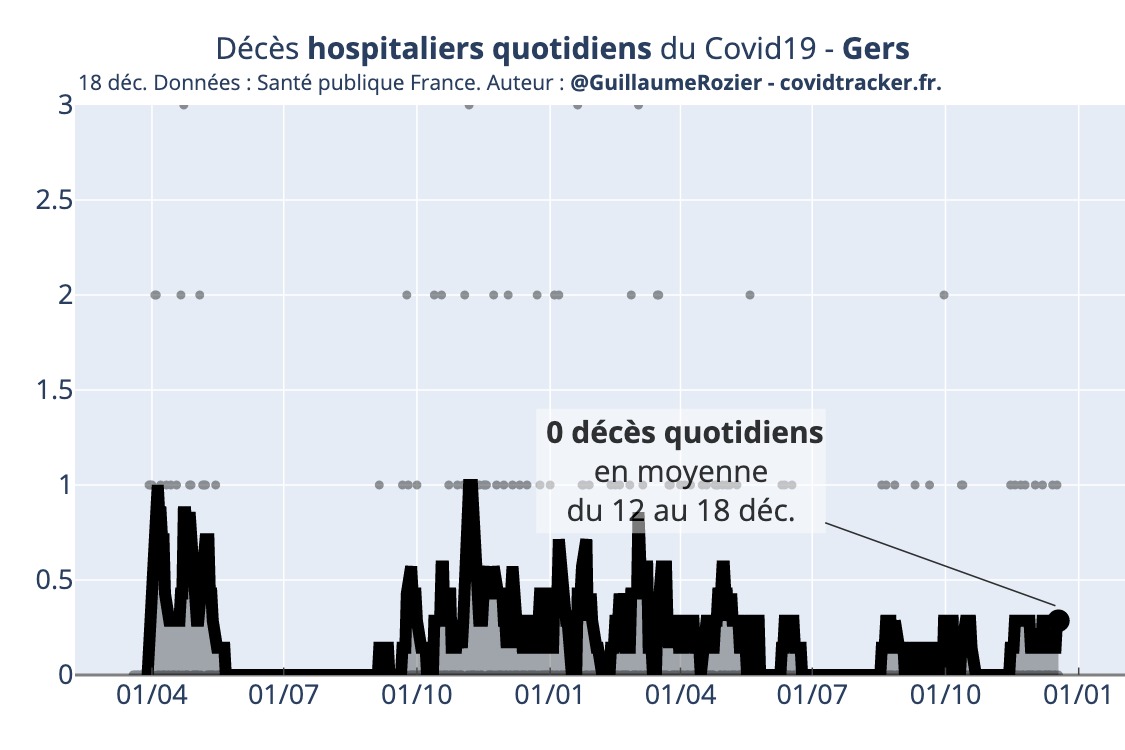 Décès hospitaliers quotidiens du Covid19 - Gers
18 déc. Données : Santé publique France. Auteur : @GuillaumeRozier - covidtracker.fr.
3
2.5
2
1.5
1
0.5
0
0 décès quotidiens
en moyenne
du 12 au 18 déc.
01/04 01/07 01/10 01/01 01/04 01/07 01/10 01/01